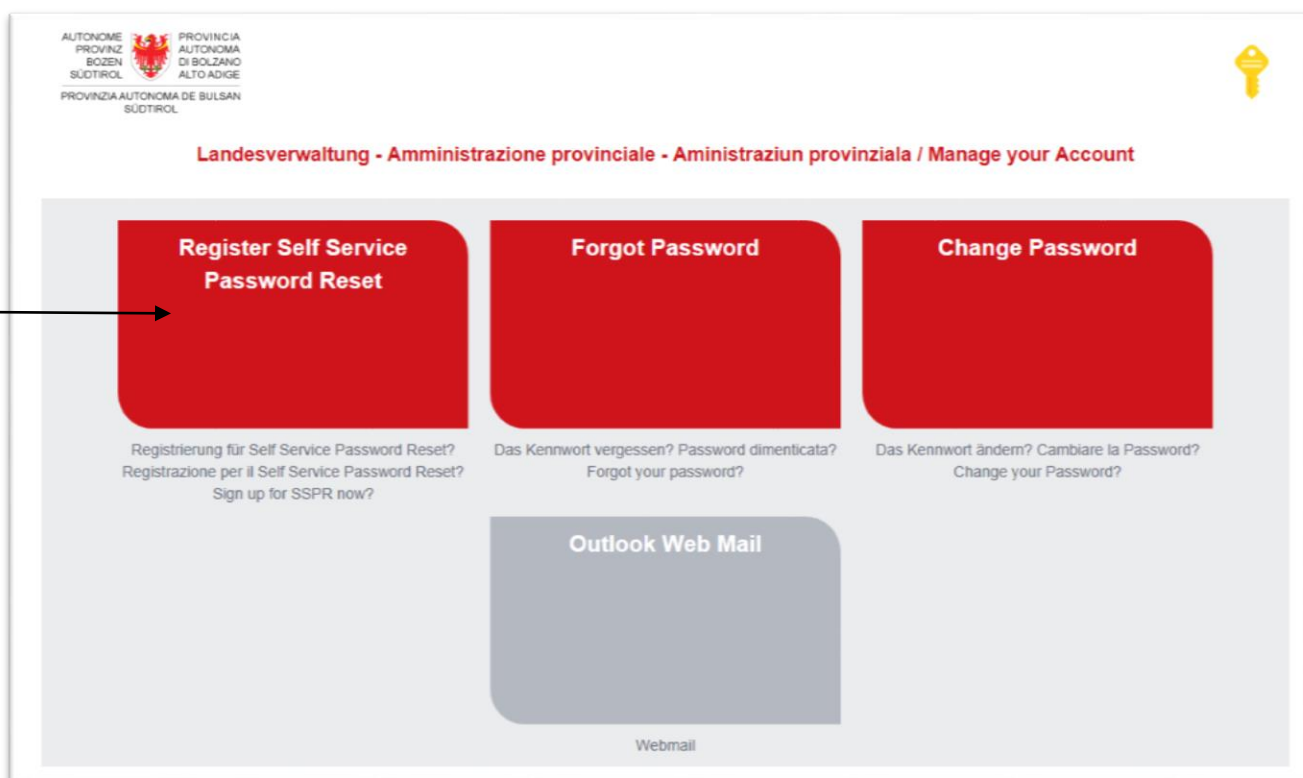 AUTONOME
PROVINZ
BOZEN
SÜDTIROL
PROVINCIA
AUTONOMA
DI BOLZANO
ALTO ADIGE
PROVINZIA AUTONOMA DE BULSAN
SÜDTIROL
Landesverwaltung - Amministrazione provinciale - Aministraziun provinziala / Manage your Account
Register Self Service
Password Reset
Registrierung für Self Service Password Reset?
Registrazione per il Self Service Password Reset?
Sign up for SSPR now?
Forgot Password
Das Kennwort vergessen? Password dimenticata?
Forgot your password?
Change Password
Das Kennwort ändern? Cambiare la Password?
Change your Password?
Outlook Web Mail
Webmail